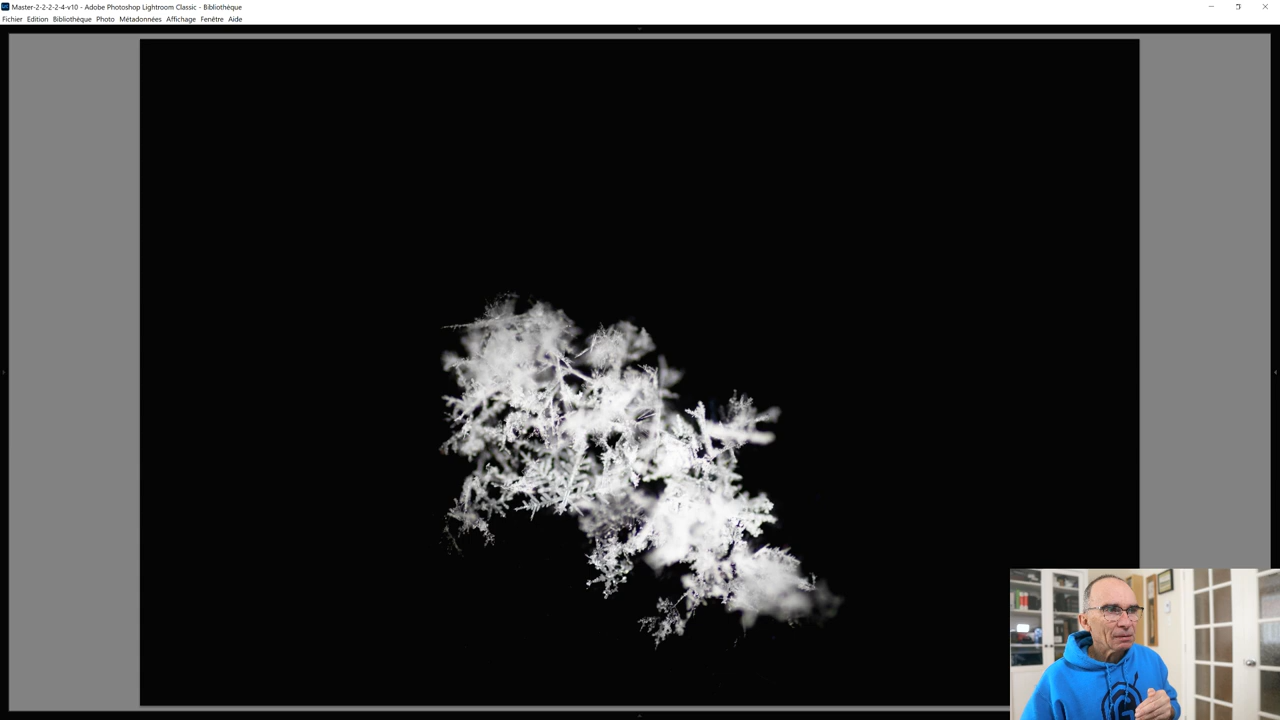 Master-2-2-2-2-4-v10 - Adobe Photoshop Lightroom Classic - Bibliothèque
Fichier Edition Bibliothèque Photo Métadonnées Affichage Fenêtre Aide